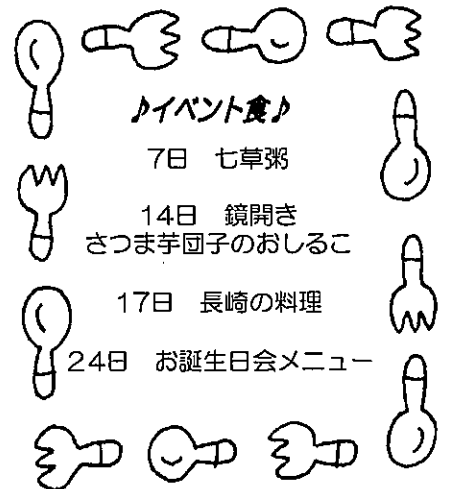 ♪イベント食♪
7日　七草粥
14日　鏡開き
さつま芋団子のおしるこ
17日　長崎の料理
24日　お誕生日会メニュー